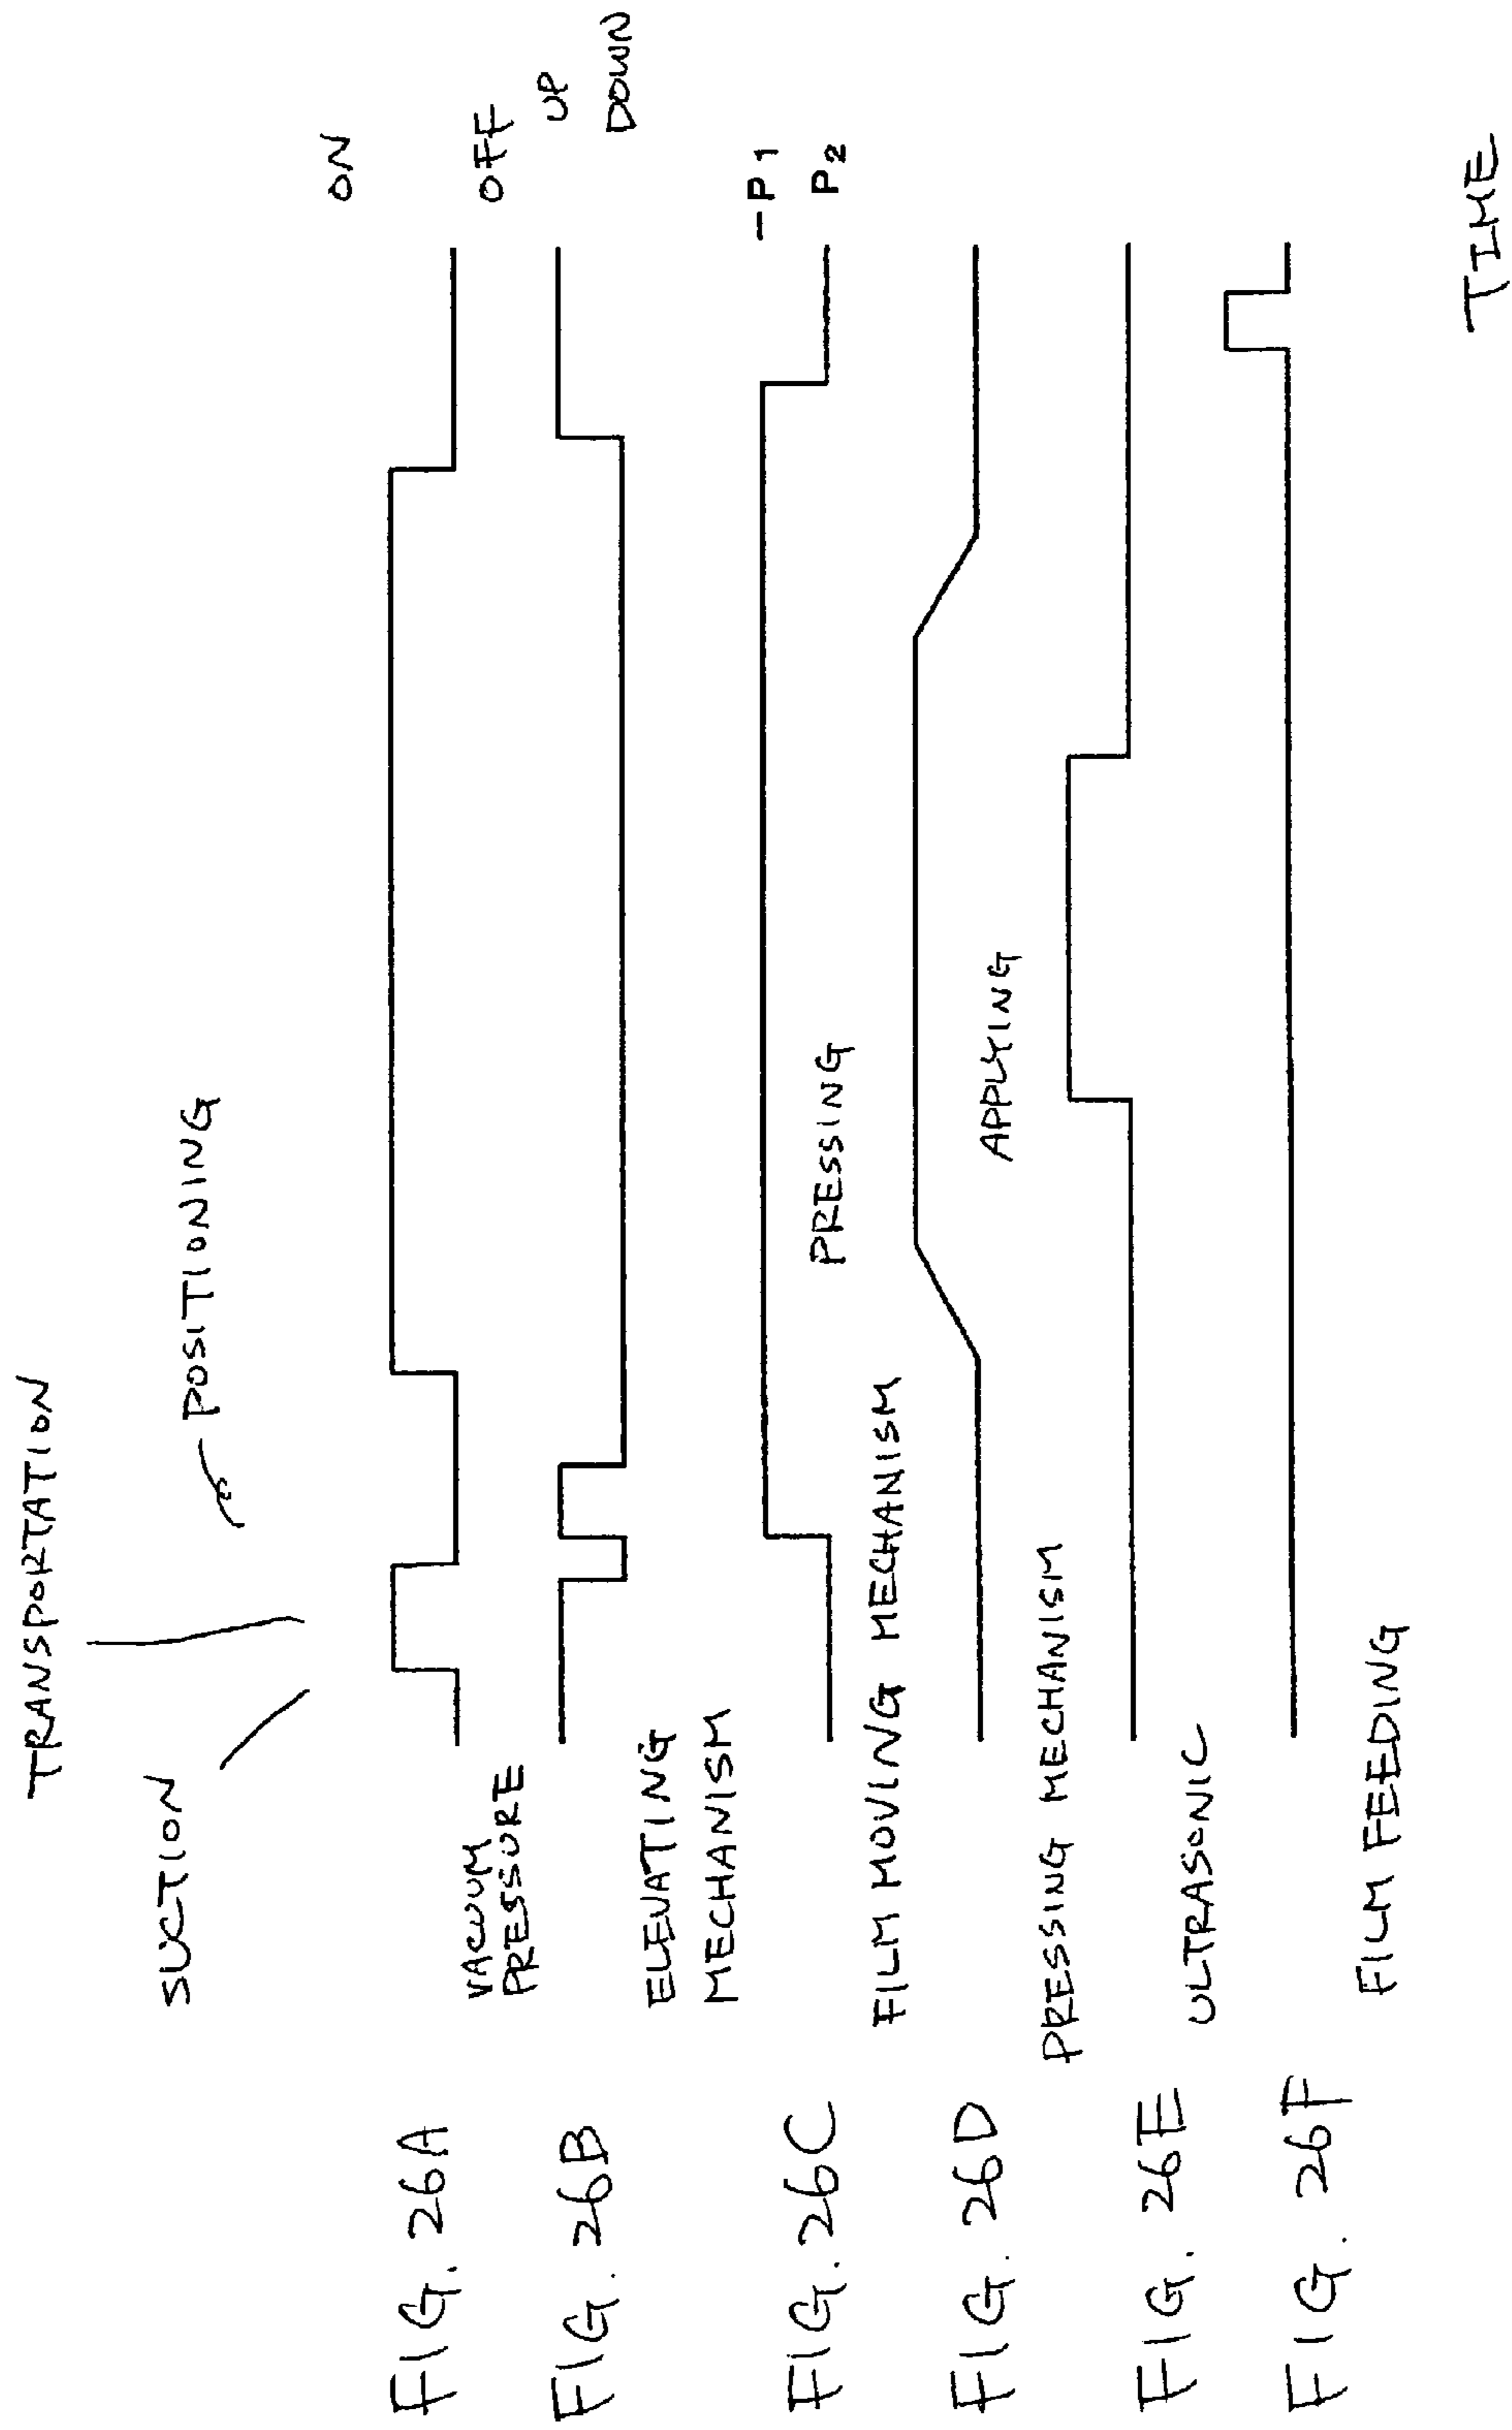 TRANSPORTATION
SUCTION
POSITIONING
ON
FIG. 26A
VACUUM
PRESSURE
OFF
UP
FIG. 26B
ELEVATING
MECHANISM
DOWN
-P1
FIG. 26C
P2
PRESSING
FILM MOVING MECHANISM
FIG. 26D
APPLYING
PRESSING MECHANISM
FIG. 26E
ULTRASONIC
FIG. 26F
FILM FEEDING
TIME